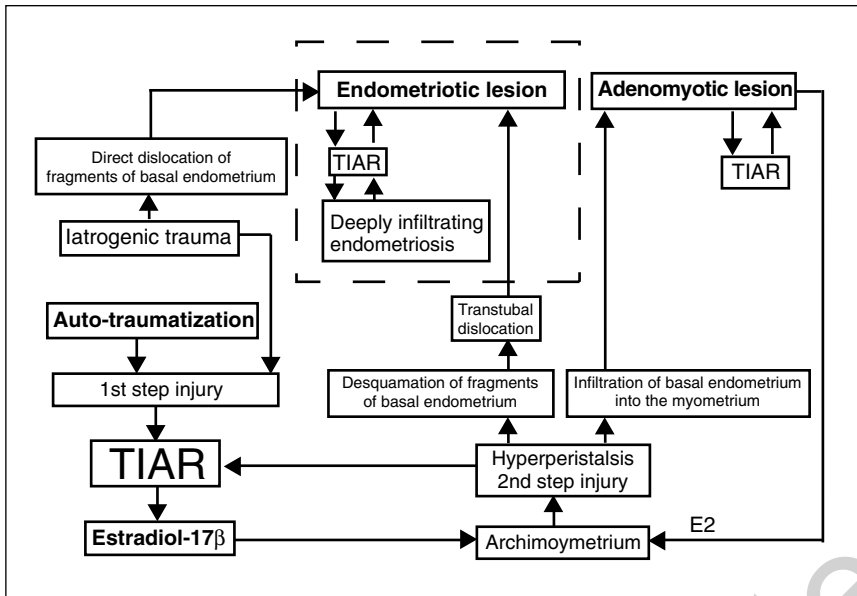 Endometriotic lesion
Adenomyotic lesion
Direct dislocation of
fragments of basal endometrium
TIAR
TIAR
Iatrogenic trauma
Deeply infiltrating
endometriosis
Auto-traumatization
Transtubal
dislocation
1st step injury
Desquamation of fragments
of basal endometrium
Infiltration of basal endometrium
into the myometrium
TIAR
Hyperperistalsis
2nd step injury
Estradiol-17β
Archimoymetrium
E2